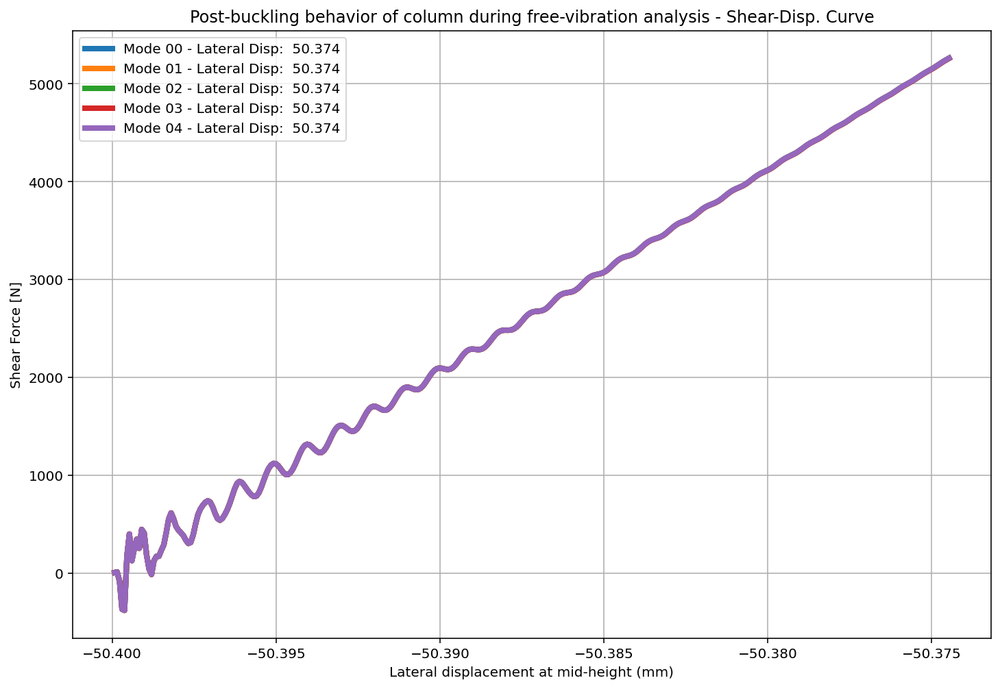 Post-buckling behavior of column during free-vibration analysis - Shear-Disp. Curve
Mode 00 - Lateral Disp:  50.374
Mode 01 - Lateral Disp:  50.374
Mode 02 - Lateral Disp:  50.374
Mode 03 - Lateral Disp:  50.374
Mode 04 - Lateral Disp:  50.374
Shear Force [N]
5000
4000
3000
2000
1000
0
−50.400 −50.395 −50.390 −50.385 −50.380 −50.375
Lateral displacement at mid-height (mm)